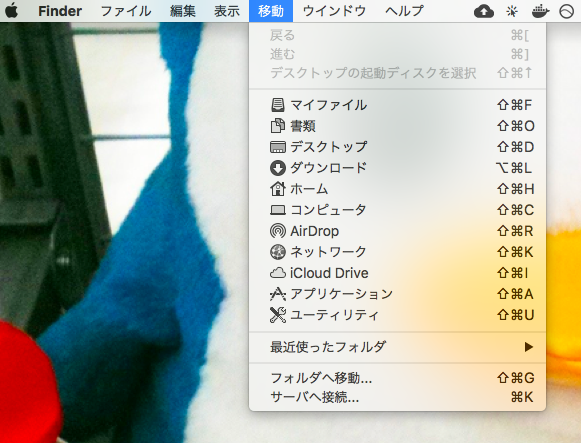 Finder ファイル 編集 表示 移動 ウインドウ ヘルプ
戻る ⌘[
進む ⌘]
デスクトップの起動ディスクを選択 ⇧⌘↑
マイファイル ⇧⌘F
書類 ⇧⌘O
デスクトップ ⇧⌘D
ダウンロード ⌥⌘L
ホーム ⇧⌘H
コンピュータ ⇧⌘C
AirDrop ⇧⌘R
ネットワーク ⇧⌘K
iCloud Drive ⇧⌘I
アプリケーション ⇧⌘A
ユーティリティ ⇧⌘U
最近使ったフォルダ ▶
フォルダへ移動... ⇧⌘G
サーバへ接続... ⌘K